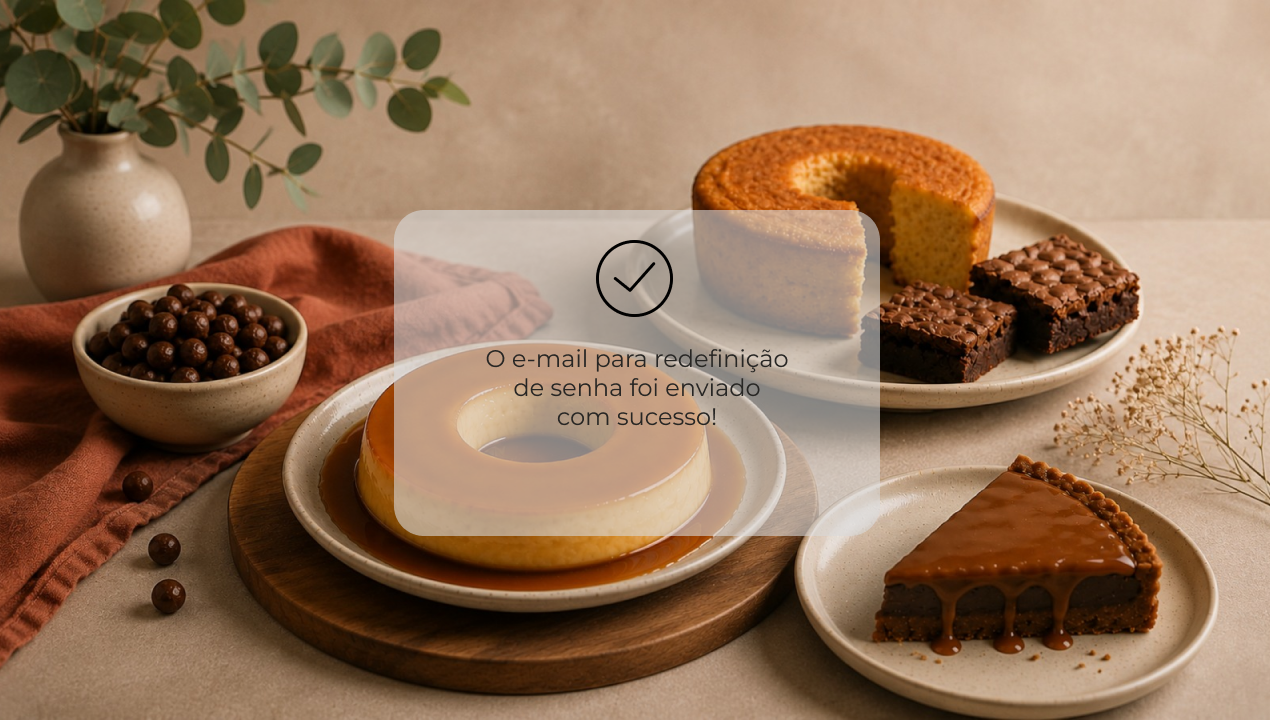 O e-mail para redefinição
de senha foi enviado
com sucesso!